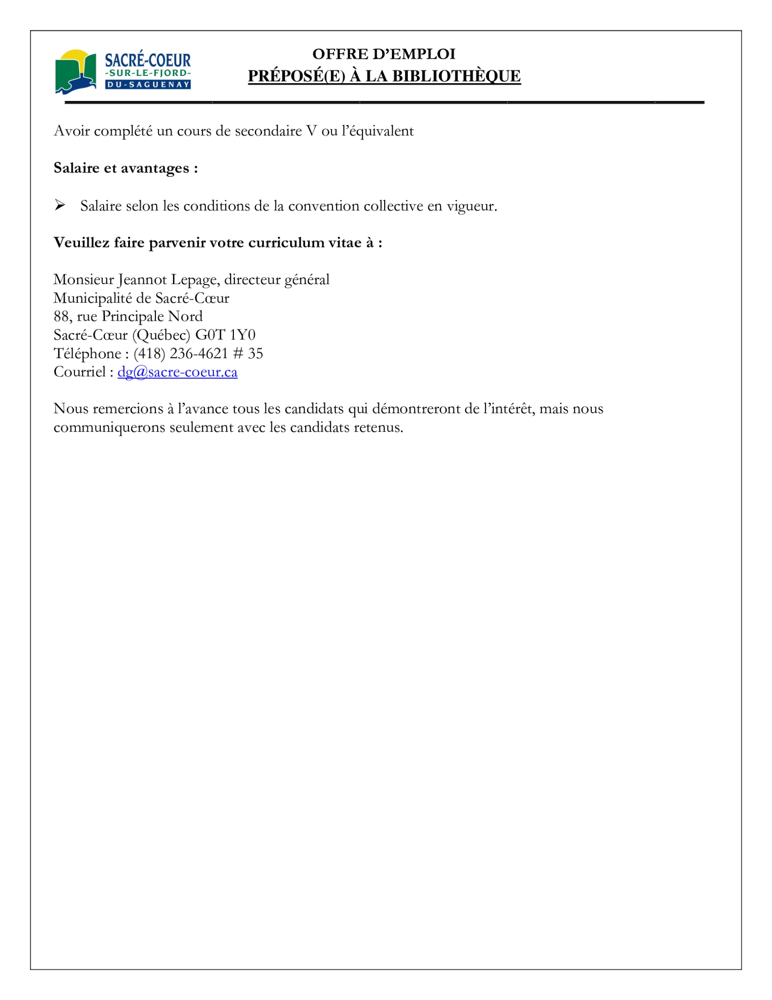 SACRÉ-COEUR
-SUR-LE-FJORD-
DU-SAGUENAY
OFFRE D’EMPLOI
PRÉPOSÉ(E) À LA BIBLIOTHÈQUE
Avoir complété un cours de secondaire V ou l’équivalent
Salaire et avantages :
➢ Salaire selon les conditions de la convention collective en vigueur.
Veuillez faire parvenir votre curriculum vitae à :
Monsieur Jeannot Lepage, directeur général
Municipalité de Sacré-Cœur
88, rue Principale Nord
Sacré-Cœur (Québec) G0T 1Y0
Téléphone : (418) 236-4621 # 35
Courriel : dg@sacre-coeur.ca
Nous remercions à l’avance tous les candidats qui démontreront de l’intérêt, mais nous
communiquerons seulement avec les candidats retenus.